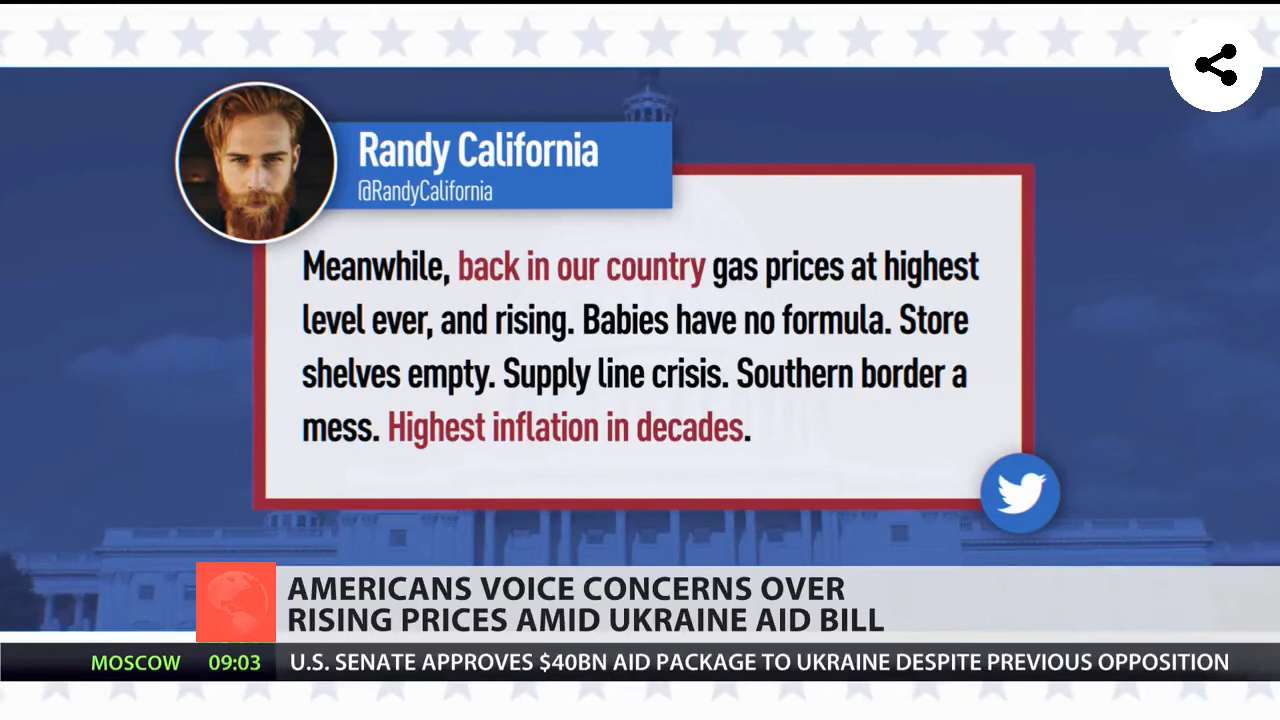 Randy California
@RandyCalifornia
Meanwhile, back in our country gas prices at highest
level ever, and rising. Babies have no formula. Store
shelves empty. Supply line crisis. Southern border a
mess. Highest inflation in decades.
AMERICANS VOICE CONCERNS OVER
RISING PRICES AMID UKRAINE AID BILL
MOSCOW 09:03 U.S. SENATE APPROVES $40BN AID PACKAGE TO UKRAINE DESPITE PREVIOUS OPPOSITION